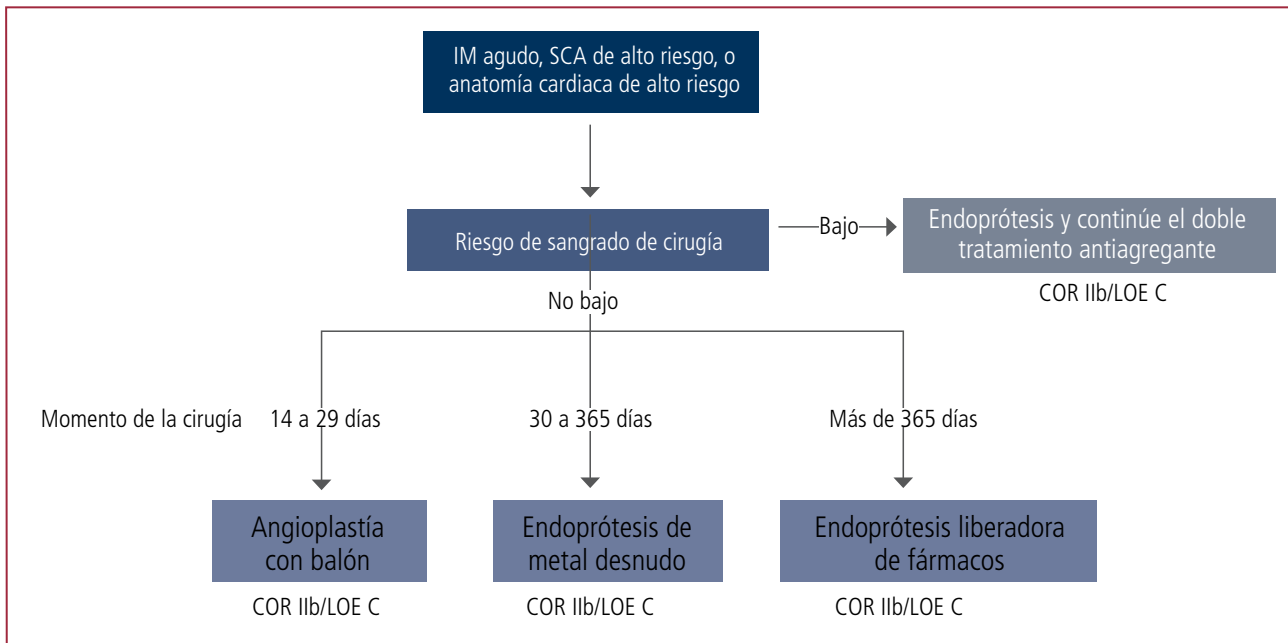 IM agudo, SCA de alto riesgo, o
anatomía cardiaca de alto riesgo
Riesgo de sangrado de cirugía
Bajo
Endoprótesis y continúe el doble
tratamiento antiagregante
COR IIb/LOE C
No bajo
Momento de la cirugía
14 a 29 días
30 a 365 días
Más de 365 días
Angioplastía
con balón
COR IIb/LOE C
Endoprótesis de
metal desnudo
COR IIb/LOE C
Endoprótesis liberadora
de fármacos
COR IIb/LOE C